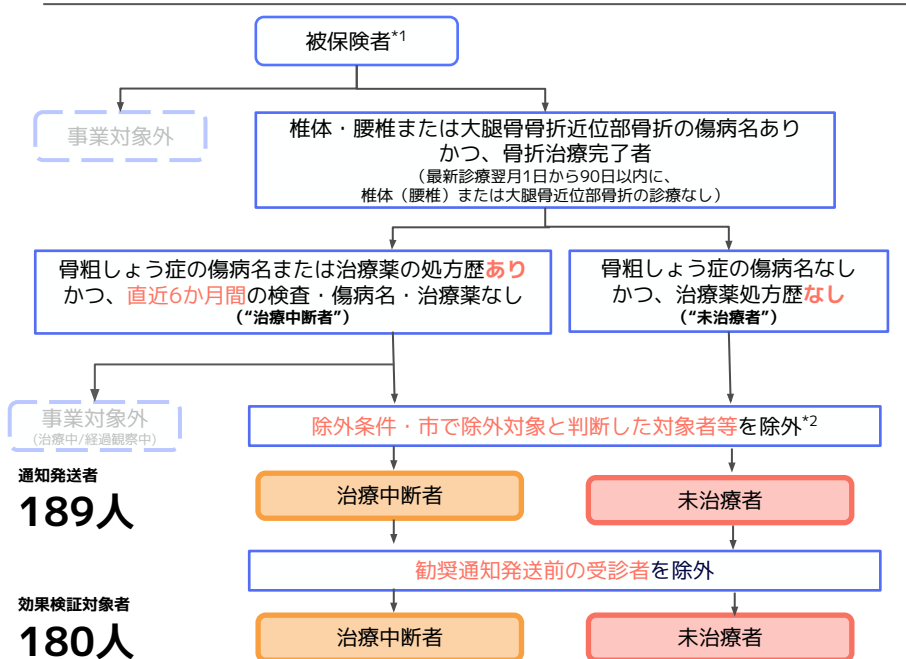 被保険者*1
事業対象外
椎体・腰椎または大腿骨骨折近位部骨折の傷病名あり
かつ、骨折治療完了者
（最新診療翌月1日から90日以内に、
椎体（腰椎）または大腿骨近位部骨折の診療なし）
骨粗しょう症の傷病名または治療薬の処方歴あり
かつ、直近6か月間の検査・傷病名・治療薬なし
（“治療中断者”）
骨粗しょう症の傷病名なし
かつ、治療薬処方歴なし
（“未治療者”）
事業対象外
(治療中/経過観察中)
除外条件・市で除外対象と判断した対象者等を除外*2
通知発送者
189人
治療中断者
未治療者
勧奨通知発送前の受診者を除外
効果検証対象者
180人
治療中断者
未治療者